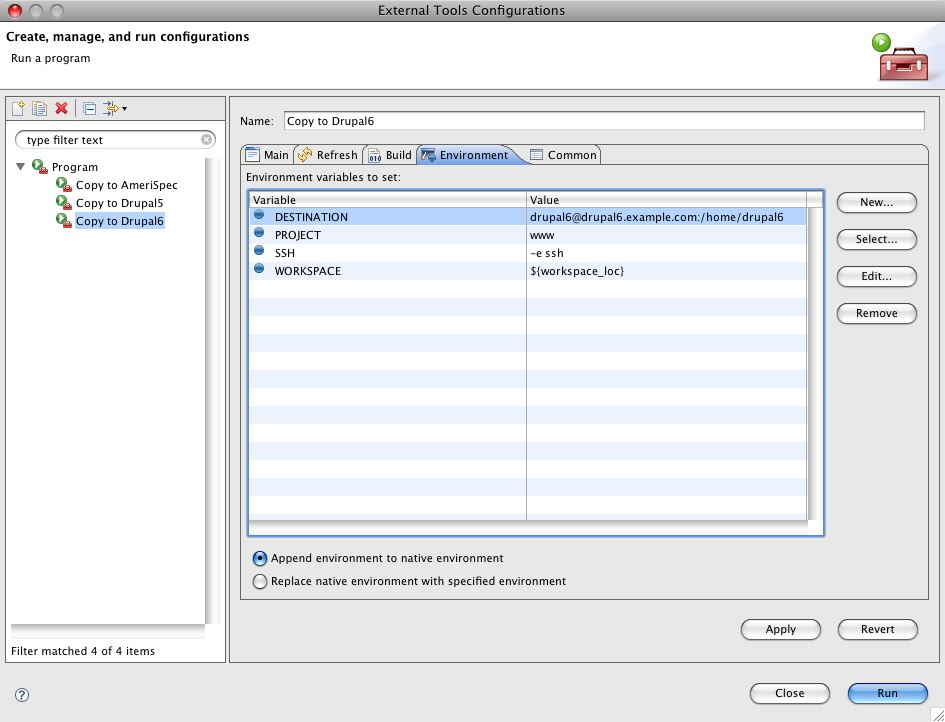 External Tools Configurations
Create, manage, and run configurations
Run a program
type filter text
Program
Copy to AmeriSpec
Copy to Drupal5
Copy to Drupal6
Filter matched 4 of 4 items
Name: Copy to Drupal6
Main Refresh Build Environment Common
Environment variables to set:
Variable Value
DESTINATION drupal6@drupal6.example.com:/home/drupal6
PROJECT www
SSH -e ssh
WORKSPACE ${workspace_loc}
New...
Select...
Edit...
Remove
Append environment to native environment
Replace native environment with specified environment
Apply Revert
? Close Run